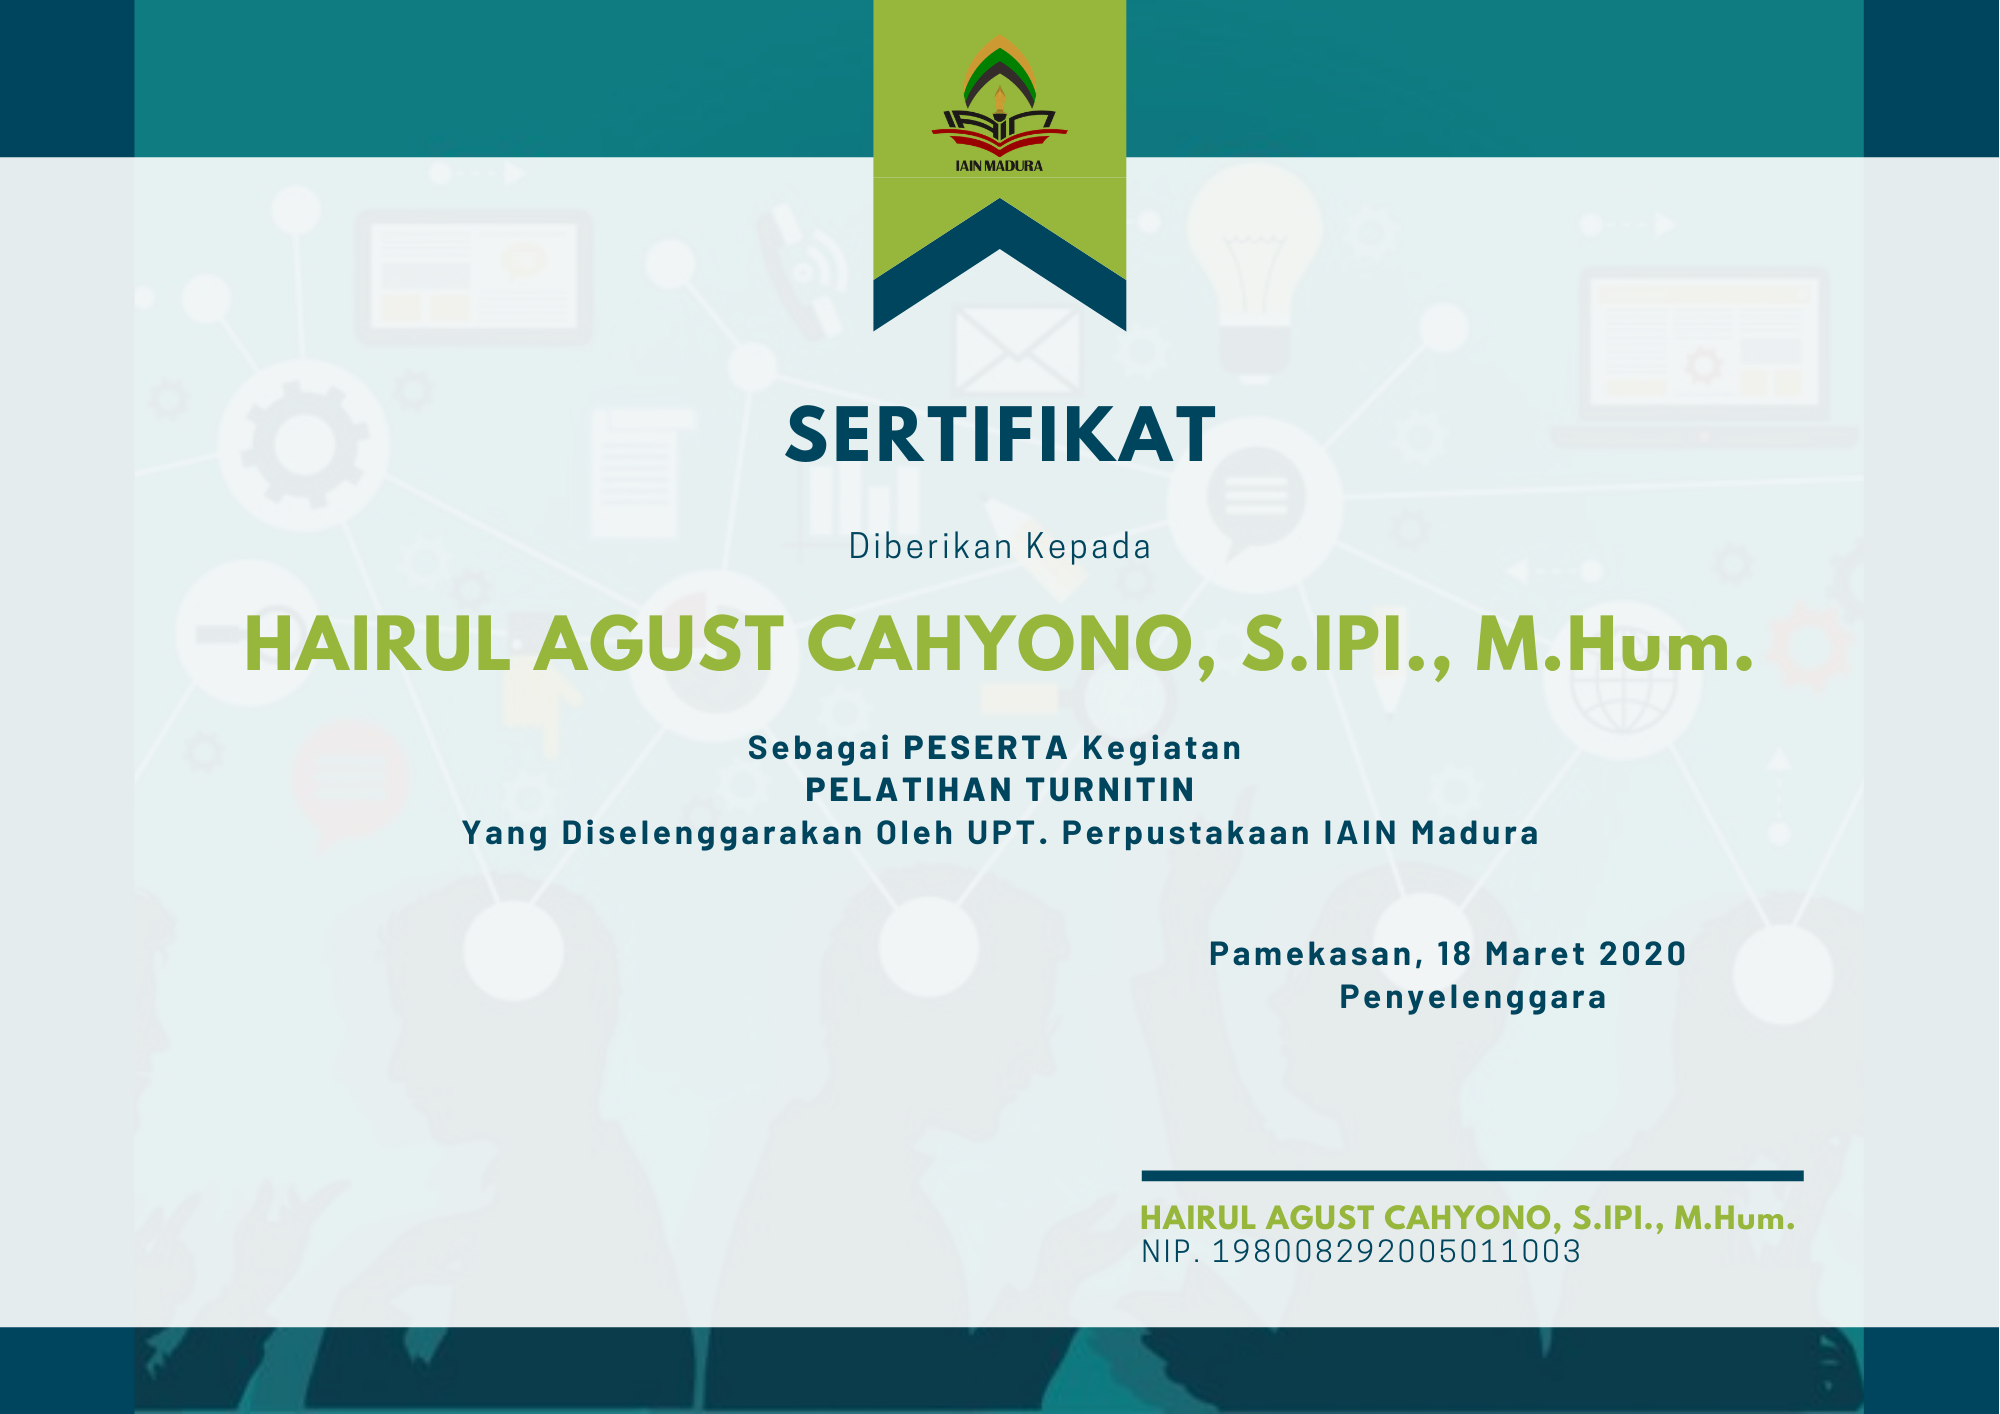 IAIN MADURA
SERTIFIKAT
Diberikan Kepada
HAIRUL AGUST CAHYONO, S.IPI., M.Hum.
Sebagai PESERTA Kegiatan
PELATIHAN TURNITIN
Yang Diselenggarakan Oleh UPT. Perpustakaan IAIN Madura
Pamekasan, 18 Maret 2020
Penyelenggara
HAIRUL AGUST CAHYONO, S.IPI., M.Hum.
NIP. 198008292005011003